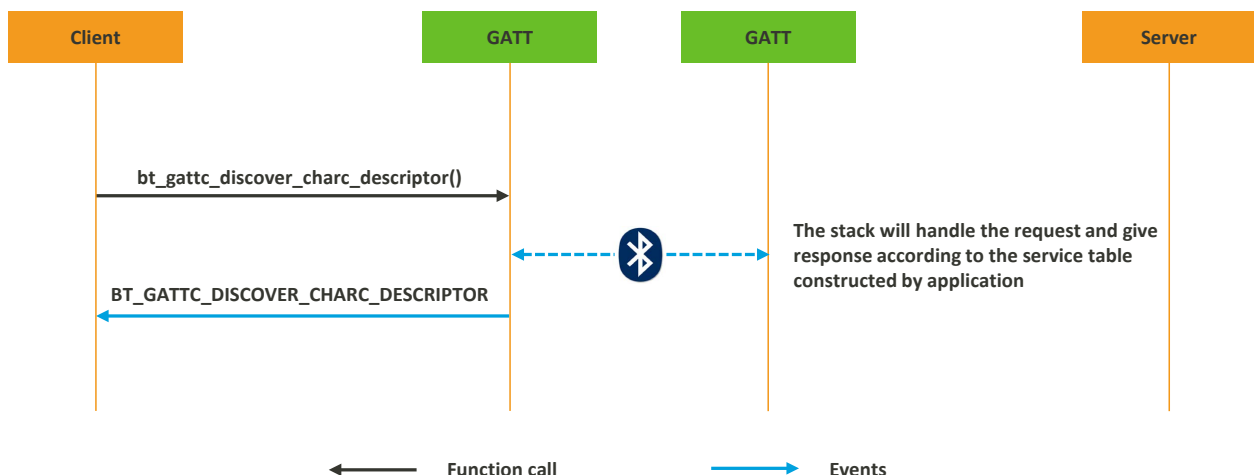 Client
GATT
GATT
Server
bt_gattc_discover_charc_descriptor()
The stack will handle the request and give
response according to the service table
constructed by application
BT_GATTC_DISCOVER_CHARC_DESCRIPTOR
Function call
Events